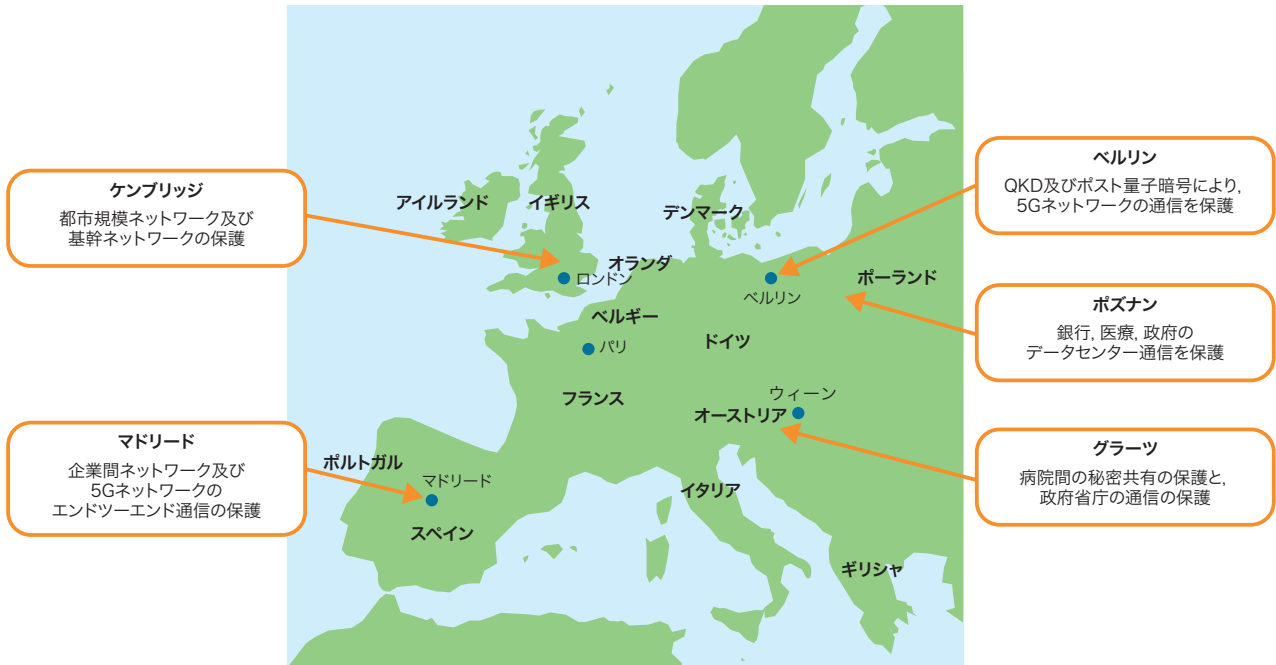 ケンブリッジ
都市規模ネットワーク及び
基幹ネットワークの保護
マドリード
企業間ネットワーク及び
5Gネットワークの
エンドツーエンド通信の保護
アイルランド
イギリス
デンマーク
オランダ
ロンドン
ベルリン
ポーランド
ベルギー
パリ
ドイツ
フランス
ウィーン
オーストリア
ポルトガル
マドリード
スペイン
イタリア
ギリシャ
ベルリン
QKD及びポスト量子暗号により,
5Gネットワークの通信を保護
ポズナン
銀行, 医療, 政府の
データセンター通信を保護
グラーツ
病院間の秘密共有の保護と,
政府省庁の通信の保護